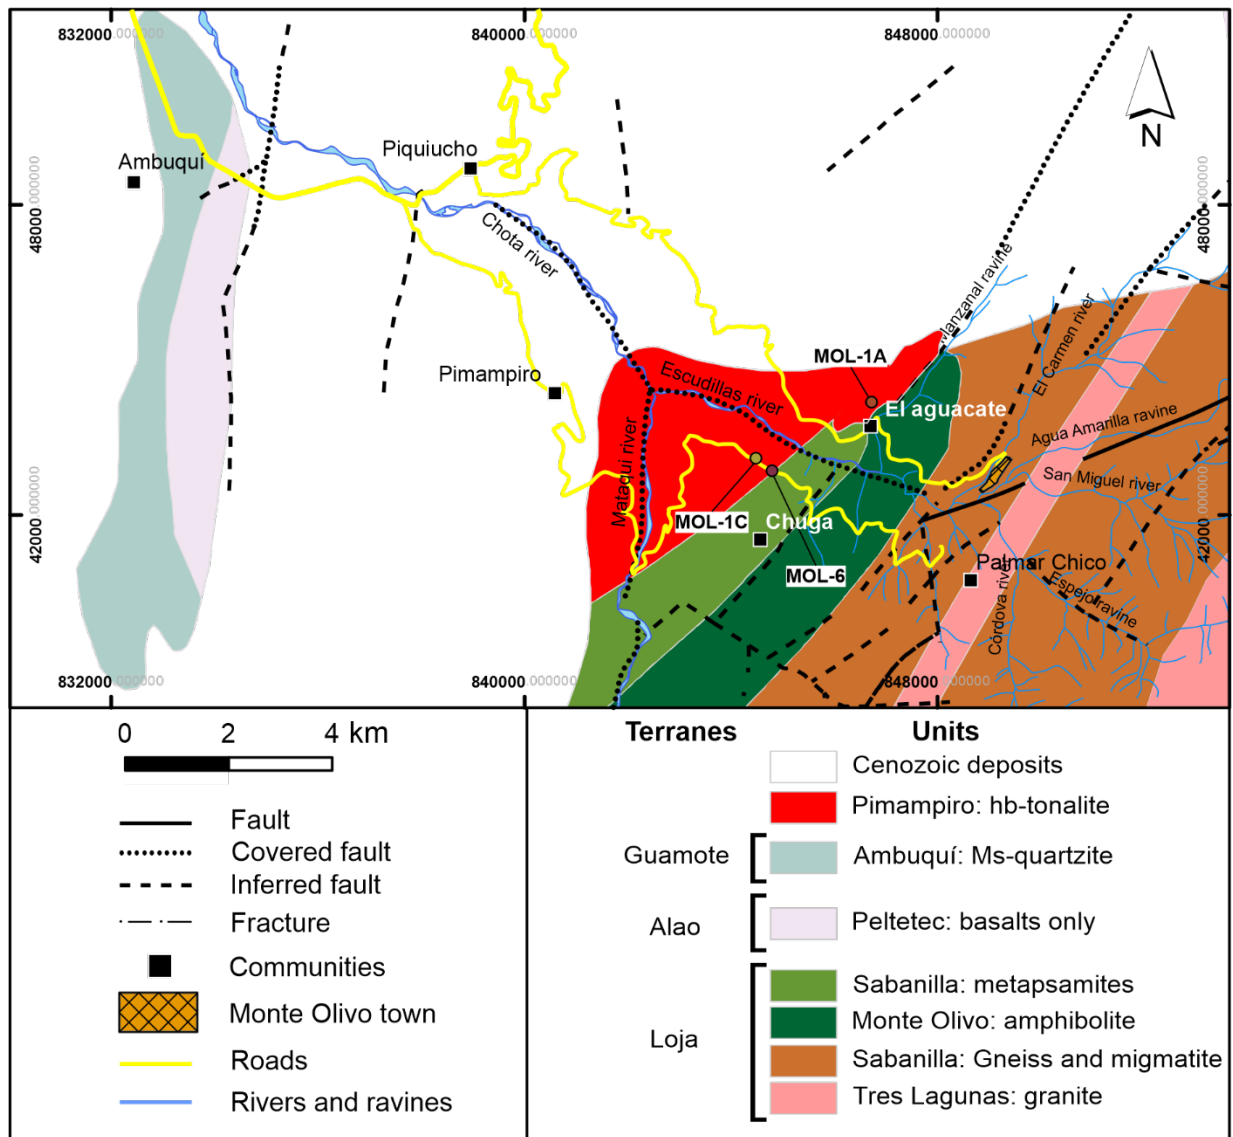 832000.000000
840000.000000
848000.000000
N
Ambuquí
Piquiucho
48000.000000
48000.000000
Chota river
Manzanal ravine
El Carmen river
Pimampiro
MOL-1A
Escudillas river
El aguacate
Agua Amarilla ravine
San Miguel river
Mataquí river
MOL-1C
Chuga
MOL-6
42000.000000
42000.000000
Palmar Chico
Espejo ravine
Córdova river
832000.000000
840000.000000
848000.000000
0 2 4 km
Fault
Covered fault
Inferred fault
Fracture
Communities
Monte Olivo town
Roads
Rivers and ravines
Terranes Units
Cenozoic deposits
Pimampiro: hb-tonalite
Guamote Ambuquí: Ms-quartzite
Alao Peltetec: basalts only
Loja
Sabanilla: metapsamites
Monte Olivo: amphibolite
Sabanilla: Gneiss and migmatite
Tres Lagunas: granite